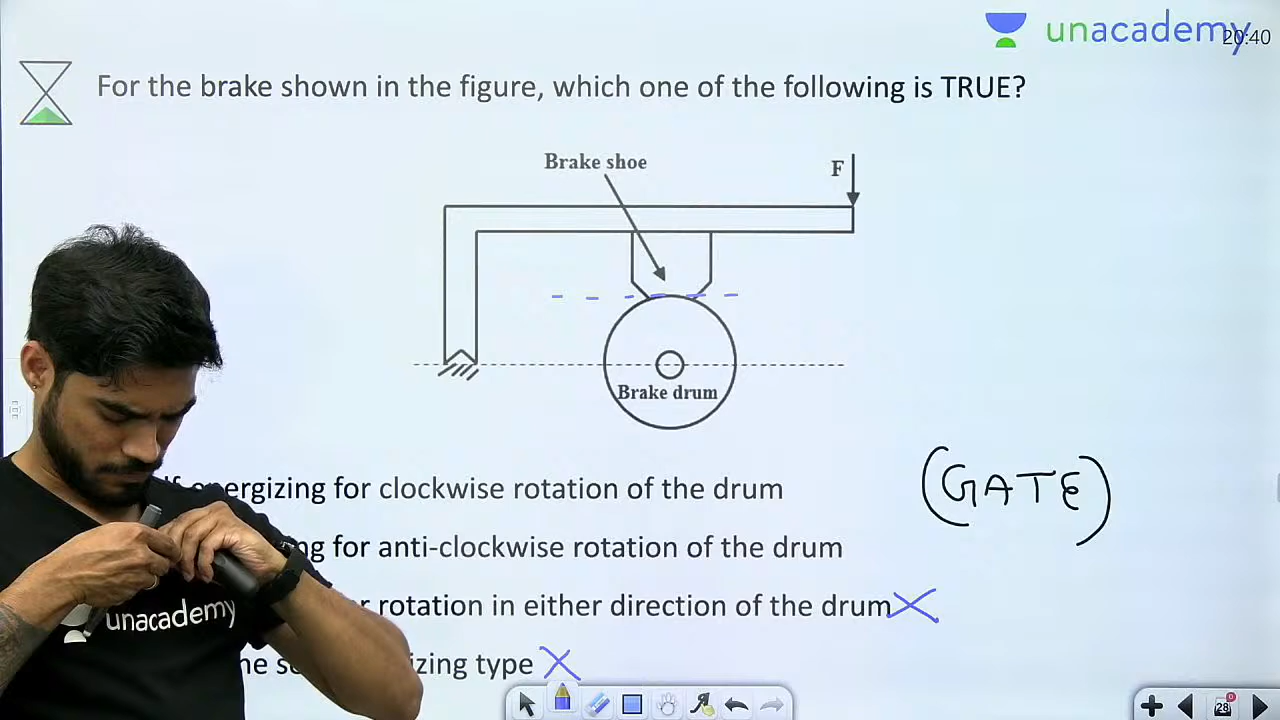 unacademy
20:40
For the brake shown in the figure, which one of the following is TRUE?
Brake shoe
F
Brake drum
energizing for clockwise rotation of the drum
(GATE)
for anti-clockwise rotation of the drum
rotation in either direction of the drum
unacademy
type
28